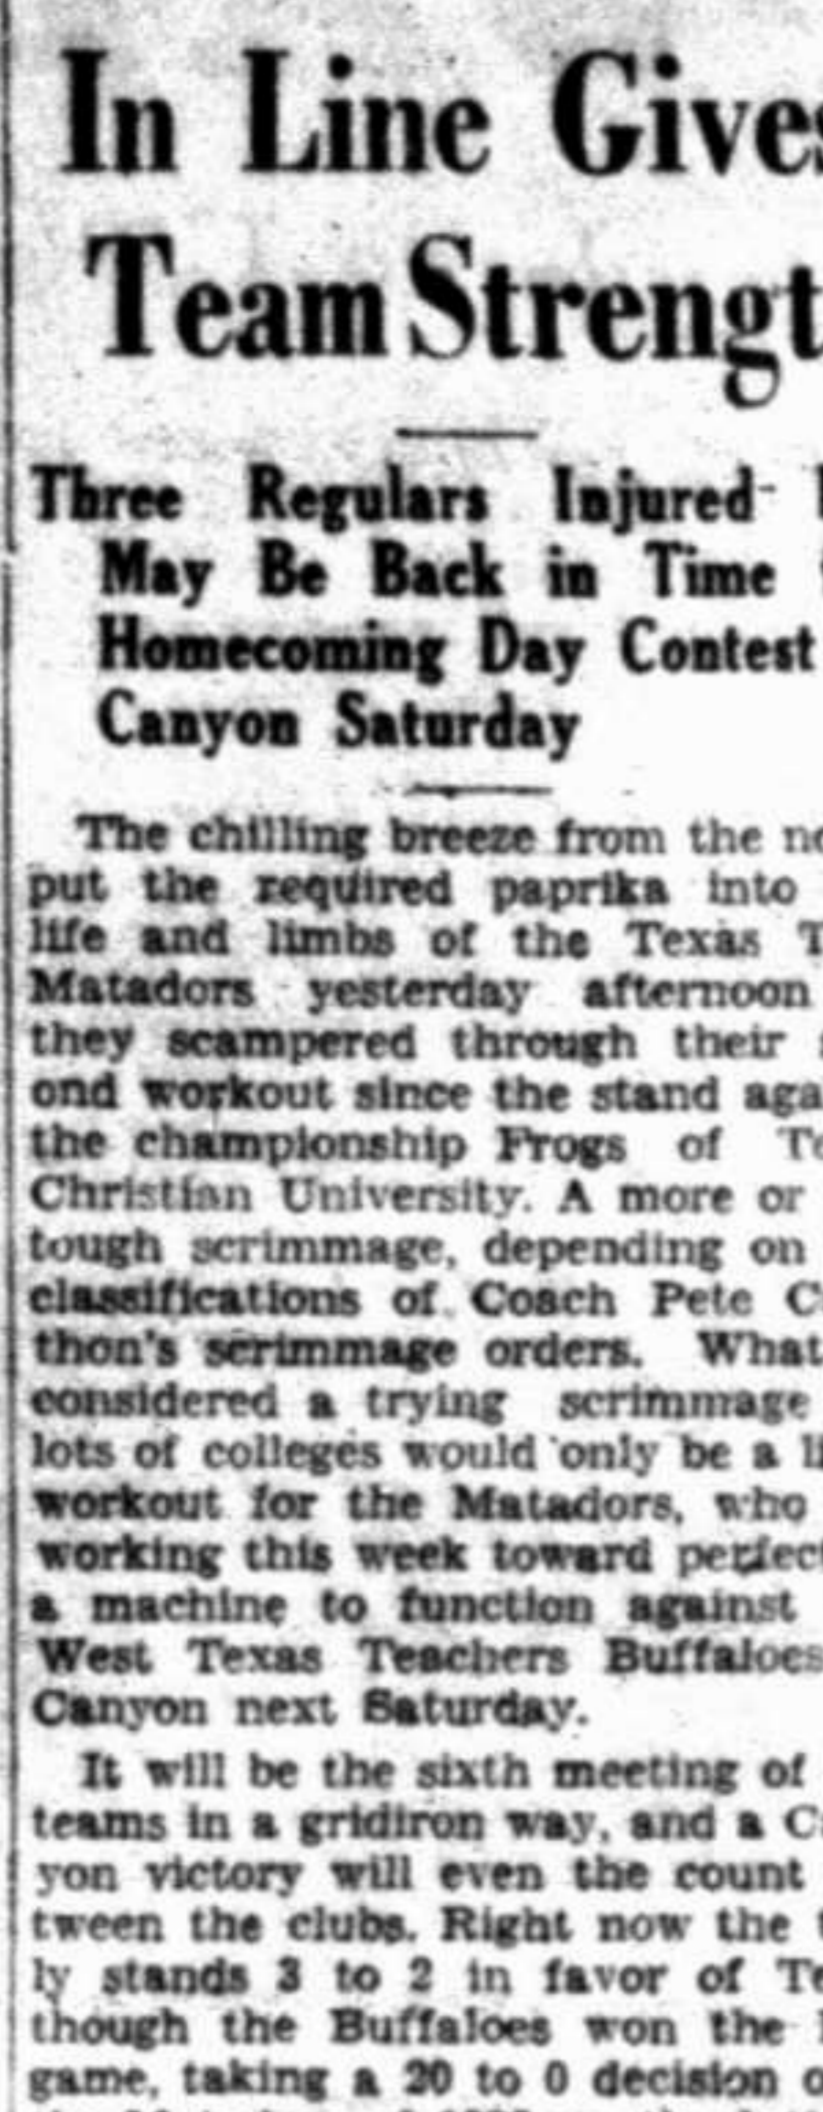 In Line Gives
Team Strengt
Three Regulars Injured
May Be Back in Time
Homecoming Day Contest
Canyon Saturday
The chilling breeze from the no
put the required paprika into
life and limbs of the Texas T
Matadors yesterday afternoon
they scampered through their s
ond workout since the stand aga
the championship Frogs of Te
Christian University. A more or
tough scrimmage, depending on
classifications of Coach Pete C
thon's scrimmage orders. What
considered a trying scrimmage
lots of colleges would only be a li
workout for the Matadors, who
working this week toward perfect
a machine to function against
West Texas Teachers Buffaloes
Canyon next Saturday.
It will be the sixth meeting of
teams in a gridiron way, and a Ca
yon victory will even the count
tween the clubs. Right now the t
ly stands 3 to 2 in favor of Te
though the Buffaloes won the
game, taking a 20 to 0 decision o